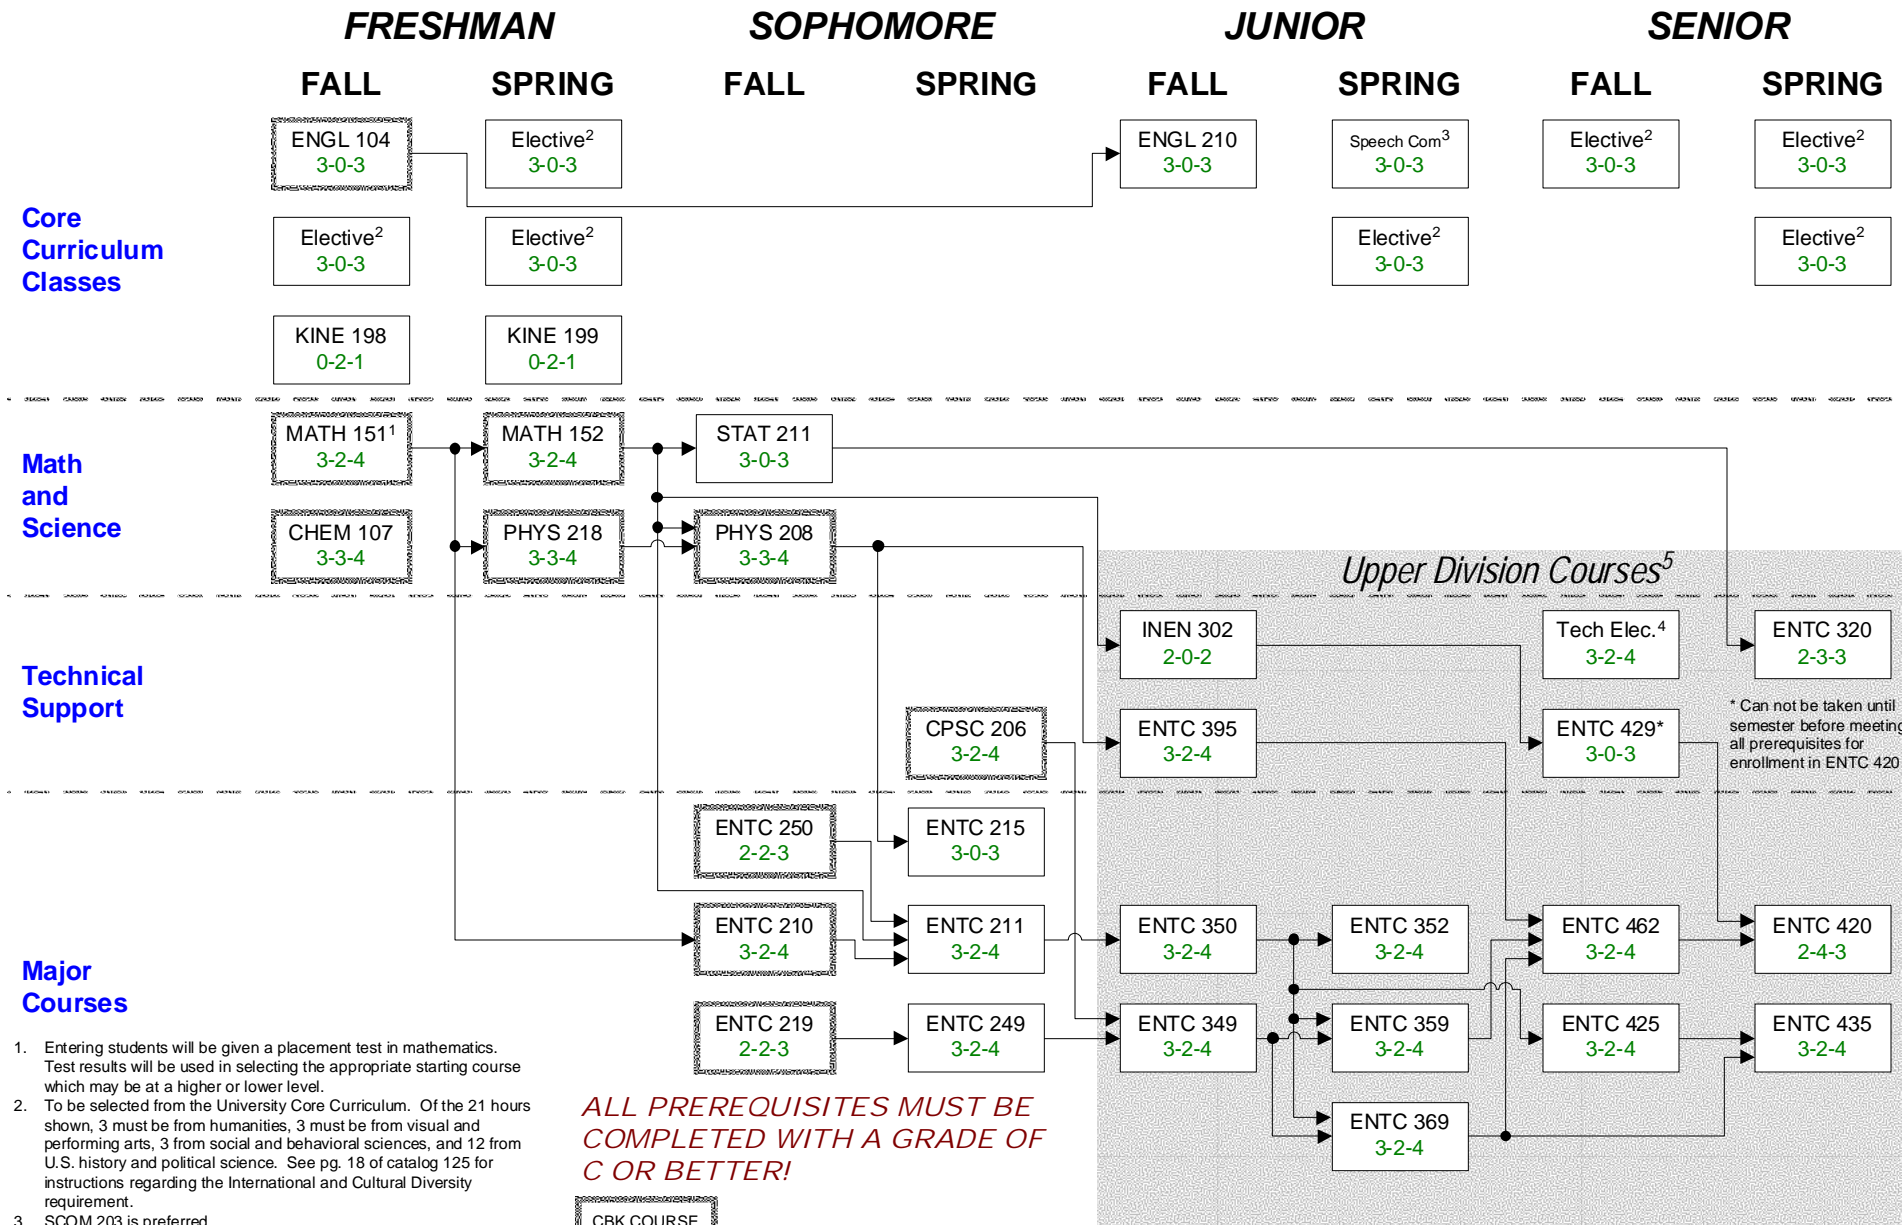 FRESHMAN SOPHOMORE JUNIOR SENIOR
FALL SPRING FALL SPRING FALL SPRING FALL SPRING
Core
Curriculum
Classes
ENGL 104
3-0-3
Elective2
3-0-3
ENGL 210
3-0-3
Speech Com3
3-0-3
Elective2
3-0-3
Elective2
3-0-3
Elective2
3-0-3
Elective2
3-0-3
Elective2
3-0-3
Elective2
3-0-3
KINE 198
0-2-1
KINE 199
0-2-1
Math
and
Science
MATH 1511
3-2-4
MATH 152
3-2-4
STAT 211
3-0-3
CHEM 107
3-3-4
PHYS 218
3-3-4
PHYS 208
3-3-4
Upper Division Courses5
Technical
Support
INEN 302
2-0-2
Tech Elec.4
3-2-4
ENTC 320
2-3-3
CPSC 206
3-2-4
ENTC 395
3-2-4
ENTC 429*
3-0-3
* Can not be taken until
semester before meeting
all prerequisites for
enrollment in ENTC 420
Major
Courses
ENTC 250
2-2-3
ENTC 215
3-0-3
ENTC 210
3-2-4
ENTC 211
3-2-4
ENTC 350
3-2-4
ENTC 352
3-2-4
ENTC 462
3-2-4
ENTC 420
2-4-3
ENTC 219
2-2-3
ENTC 249
3-2-4
ENTC 349
3-2-4
ENTC 359
3-2-4
ENTC 425
3-2-4
ENTC 435
3-2-4
ENTC 369
3-2-4
1. Entering students will be given a placement test in mathematics.
Test results will be used in selecting the appropriate starting course
which may be at a higher or lower level.
2. To be selected from the University Core Curriculum. Of the 21 hours
shown, 3 must be from humanities, 3 must be from visual and
performing arts, 3 from social and behavioral sciences, and 12 from
U.S. history and political science. See pg. 18 of catalog 125 for
instructions regarding the International and Cultural Diversity
requirement.
3. SCOM 203 is preferred
ALL PREREQUISITES MUST BE
COMPLETED WITH A GRADE OF
C OR BETTER!
CBK COURSE